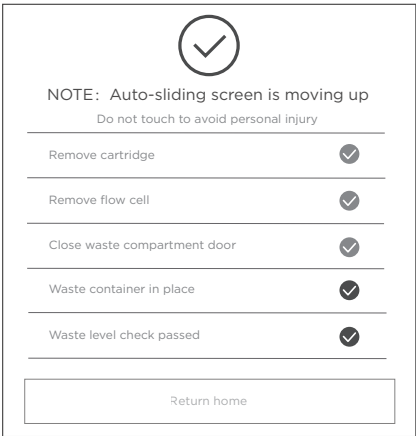 NOTE: Auto-sliding screen is moving up
Do not touch to avoid personal injury
Remove cartridge
Remove flow cell
Close waste compartment door
Waste container in place
Waste level check passed
Return home